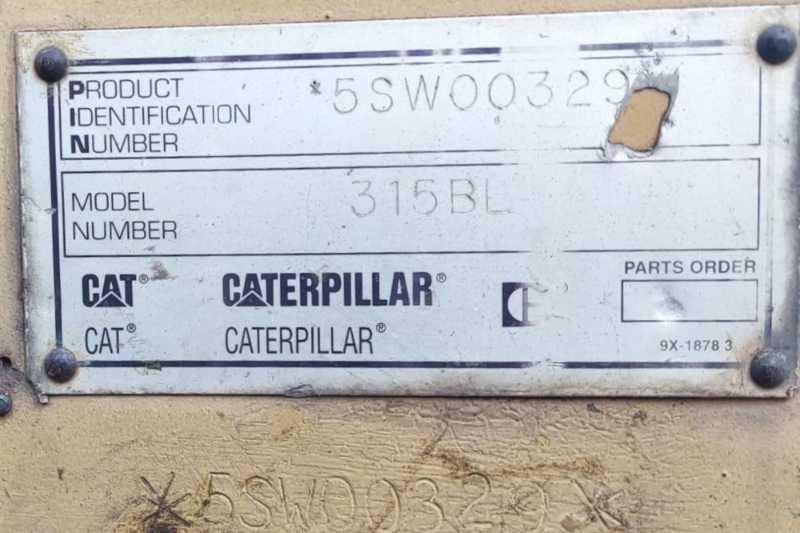 PRODUCT
IDENTIFICATION
NUMBER
*5SW00329
MODEL
NUMBER
315BL
CAT® CATERPILLAR®
CAT® CATERPILLAR®
PARTS ORDER
9X-1878 3
*5SW00329*